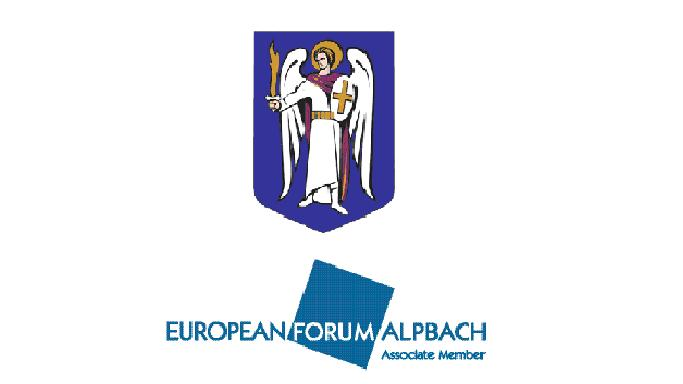 EUROPEAN FORUM ALPBACH
Associate Member